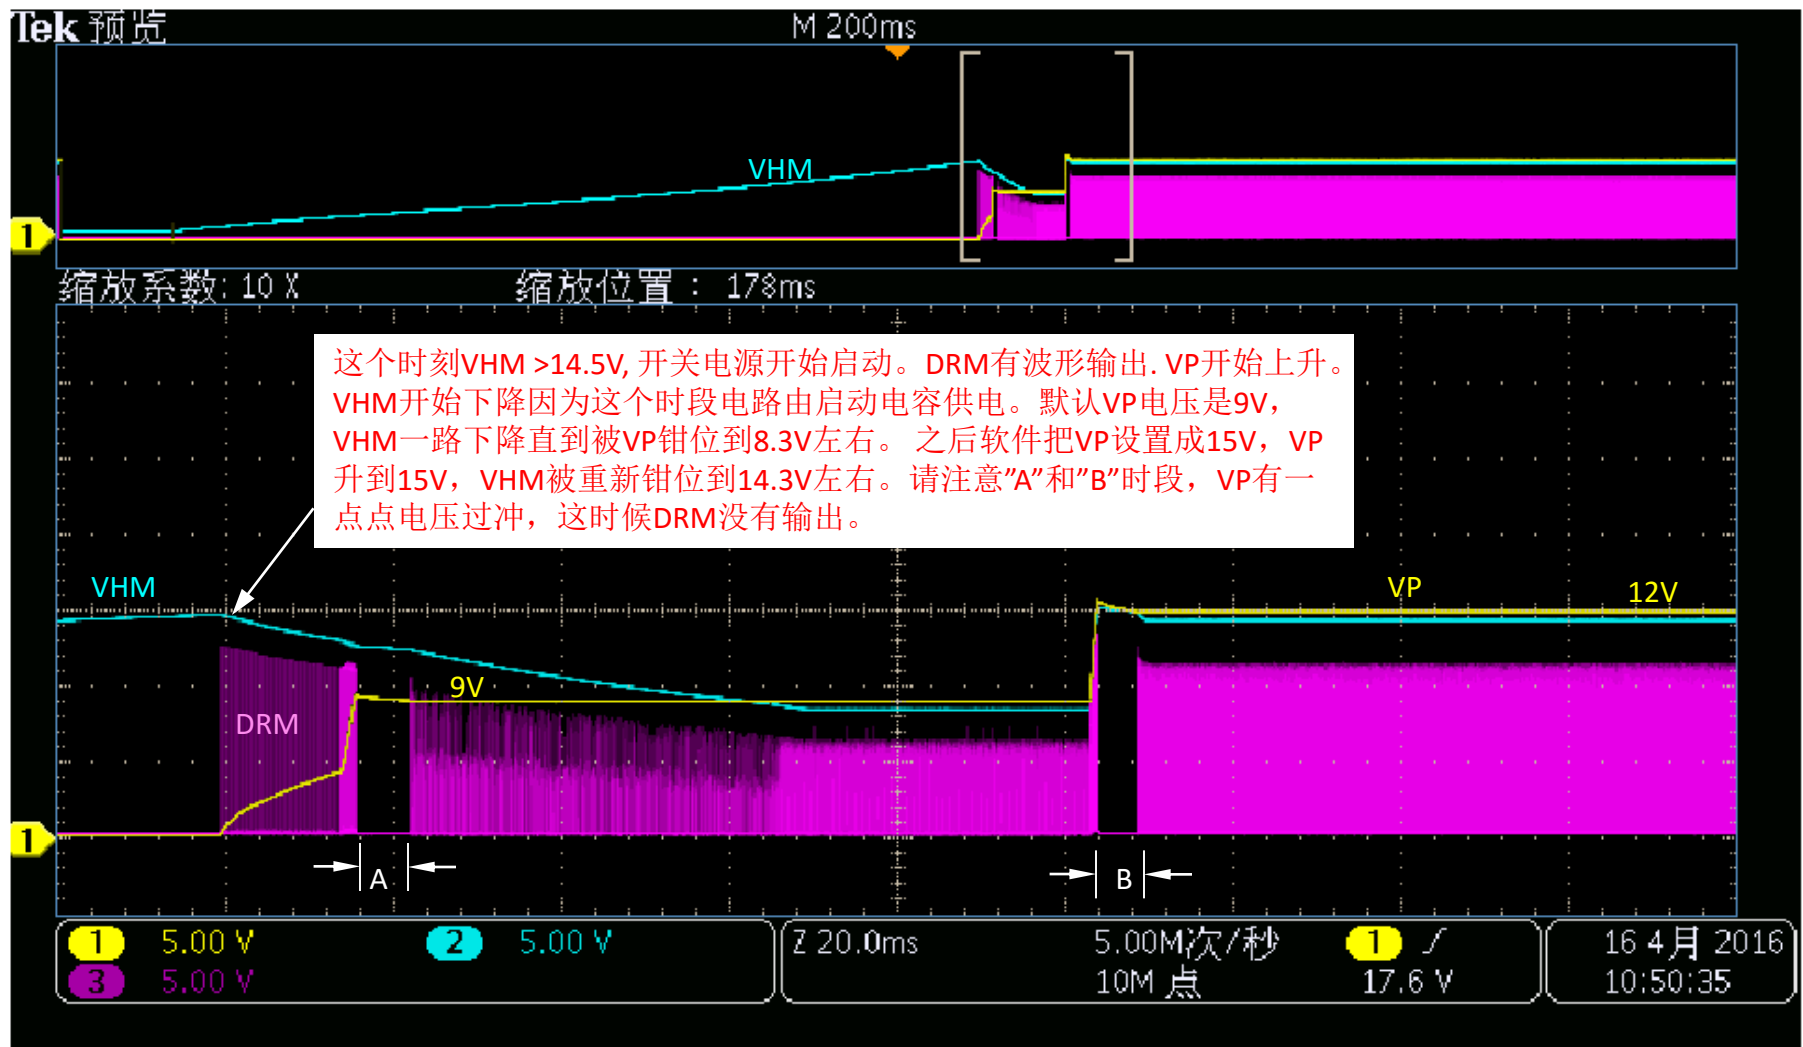 Tek 预览
M 200ms
VHM
1
缩放系数: 10 X
缩放位置： 178ms
这个时刻VHM >14.5V, 开关电源开始启动。DRM有波形输出. VP开始上升。
VHM开始下降因为这个时段电路由启动电容供电。默认VP电压是9V，
VHM一路下降直到被VP钳位到8.3V左右。 之后软件把VP设置成15V，VP
升到15V，VHM被重新钳位到14.3V左右。请注意”A”和”B”时段，VP有一
点点电压过冲，这时候DRM没有输出。
VHM
VP
12V
9V
DRM
1
A
B
1 5.00 V
2 5.00 V
3 5.00 V
Z 20.0ms
5.00M次/秒
10M 点
1
17.6 V
16 4月 2016
10:50:35